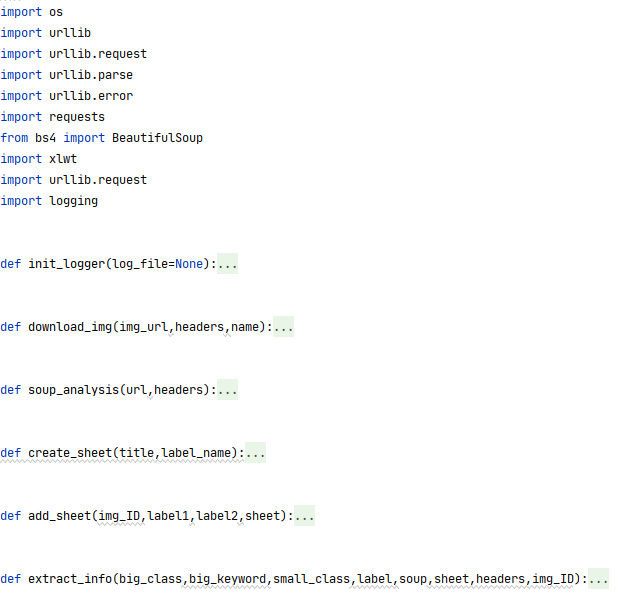 import os
import urllib
import urllib.request
import urllib.parse
import urllib.error
import requests
from bs4 import BeautifulSoup
import xlwt
import urllib.request
import logging
def init_logger(log_file=None):...
def download_img(img_url,headers,name):...
def soup_analysis(url,headers):...
def create_sheet(title,label_name):...
def add_sheet(img_ID,label1,label2,sheet):...
def extract_info(big_class,big_keyword,small_class,label,soup,sheet,headers,img_ID):...